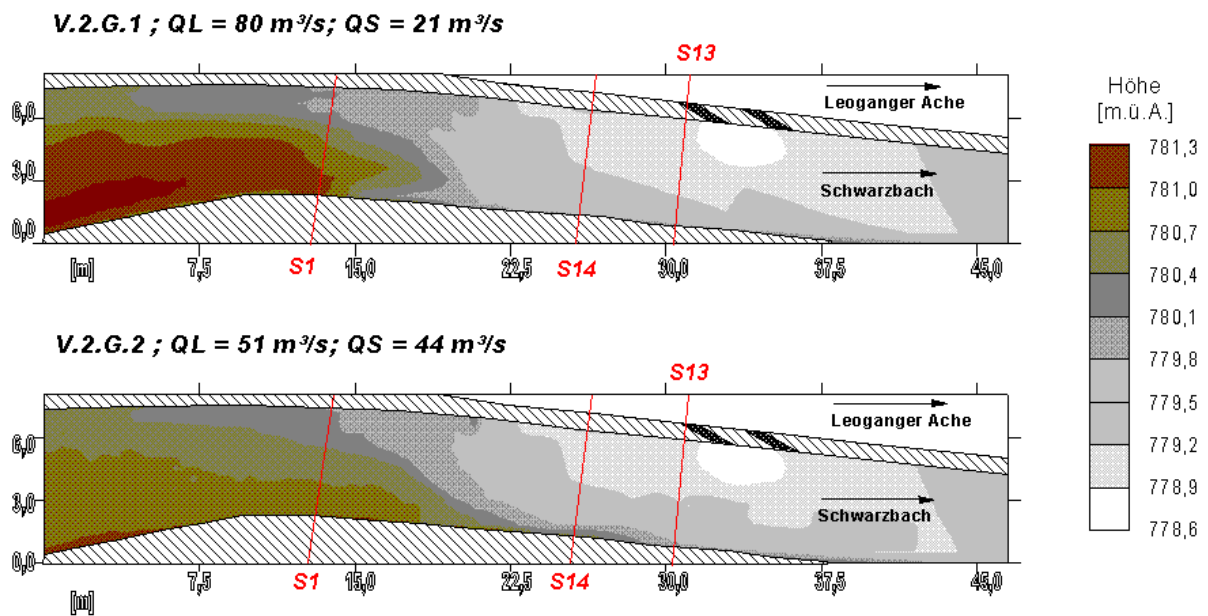 V.2.G.1 ; QL = 80 m³/s; QS = 21 m³/s
S13
Leoganger Ache
Schwarzbach
6,0
3,0
0,0
[m]
7,5
S1
15,0
22,5
S14
30,0
37,5
45,0
V.2.G.2 ; QL = 51 m³/s; QS = 44 m³/s
S13
Leoganger Ache
Schwarzbach
6,0
3,0
0,0
[m]
7,5
S1
15,0
22,5
S14
30,0
37,5
45,0
Höhe
[m.ü.A.]
781,3
781,0
780,7
780,4
780,1
779,8
779,5
779,2
778,9
778,6